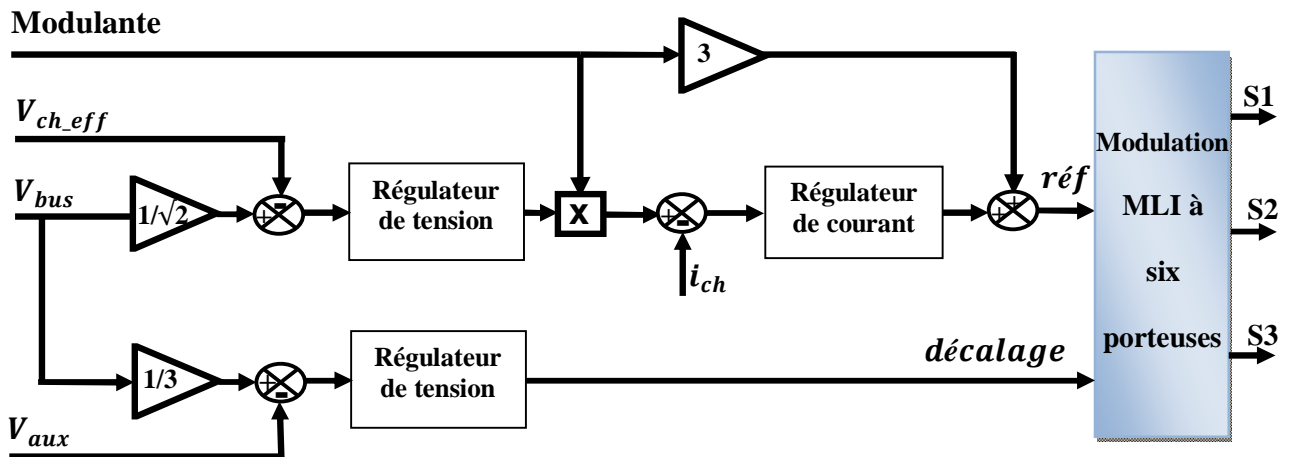 Modulante
3
V_ch_eff
V_bus
1/√2
+
-
Régulateur
de tension
X
+
-
i_ch
Régulateur
de courant
+
+
réf
Modulation
MLI à
six
porteuses
S1
S2
S3
1/3
+
-
V_aux
Régulateur
de tension
décalage